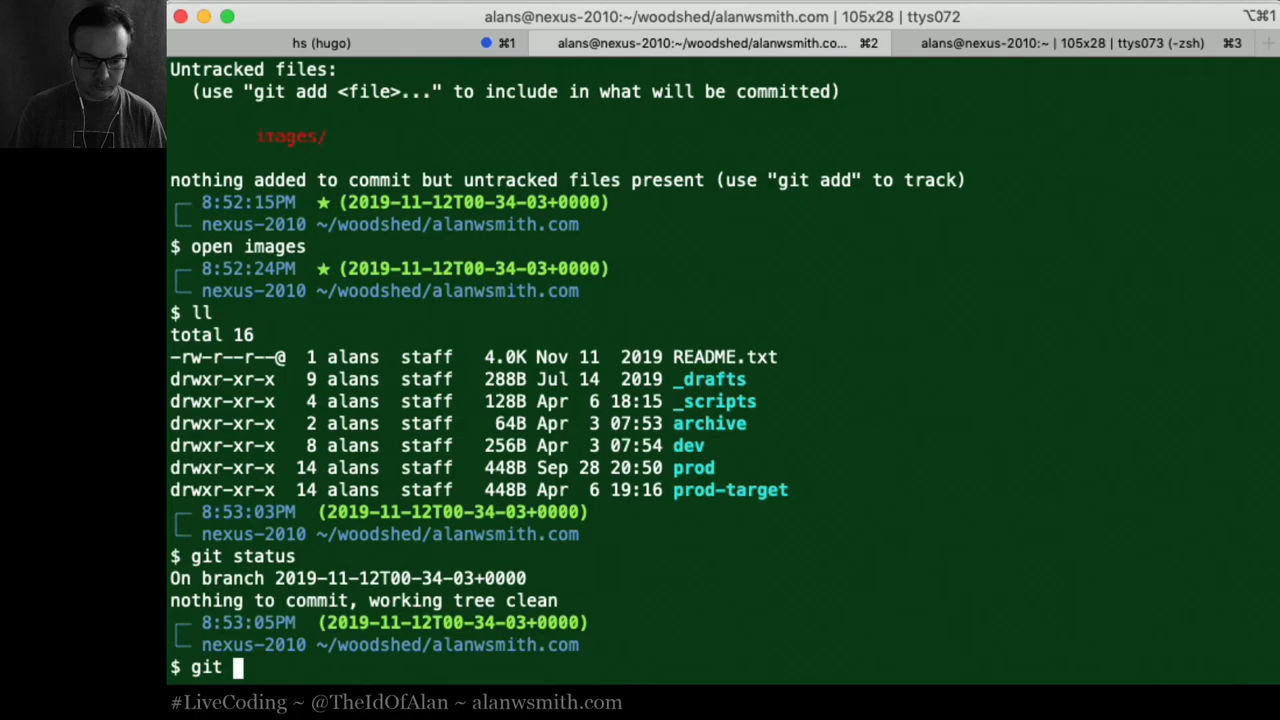 alans@nexus-2010:~/woodshed/alanwsmith.com | 105x28 | ttys072
⌥⌘1
hs (hugo) ⌘1
alans@nexus-2010:~/woodshed/alanwsmith.co... ⌘2
alans@nexus-2010:~ | 105x28 | ttys073 (-zsh) ⌘3
Untracked files:
(use "git add <file>..." to include in what will be committed)
images/
nothing added to commit but untracked files present (use "git add" to track)
8:52:15PM ★ (2019-11-12T00-34-03+0000)
nexus-2010 ~/woodshed/alanwsmith.com
$ open images
8:52:24PM ★ (2019-11-12T00-34-03+0000)
nexus-2010 ~/woodshed/alanwsmith.com
$ ll
total 16
-rw-r--r--@ 1 alans staff 4.0K Nov 11 2019 README.txt
drwxr-xr-x 9 alans staff 288B Jul 14 2019 _drafts
drwxr-xr-x 4 alans staff 128B Apr 6 18:15 _scripts
drwxr-xr-x 2 alans staff 64B Apr 3 07:53 archive
drwxr-xr-x 8 alans staff 256B Apr 3 07:54 dev
drwxr-xr-x 14 alans staff 448B Sep 28 20:50 prod
drwxr-xr-x 14 alans staff 448B Apr 6 19:16 prod-target
8:53:03PM (2019-11-12T00-34-03+0000)
nexus-2010 ~/woodshed/alanwsmith.com
$ git status
On branch 2019-11-12T00-34-03+0000
nothing to commit, working tree clean
8:53:05PM (2019-11-12T00-34-03+0000)
nexus-2010 ~/woodshed/alanwsmith.com
$ git
#LiveCoding ~ @TheIdOfAlan ~ alanwsmith.com